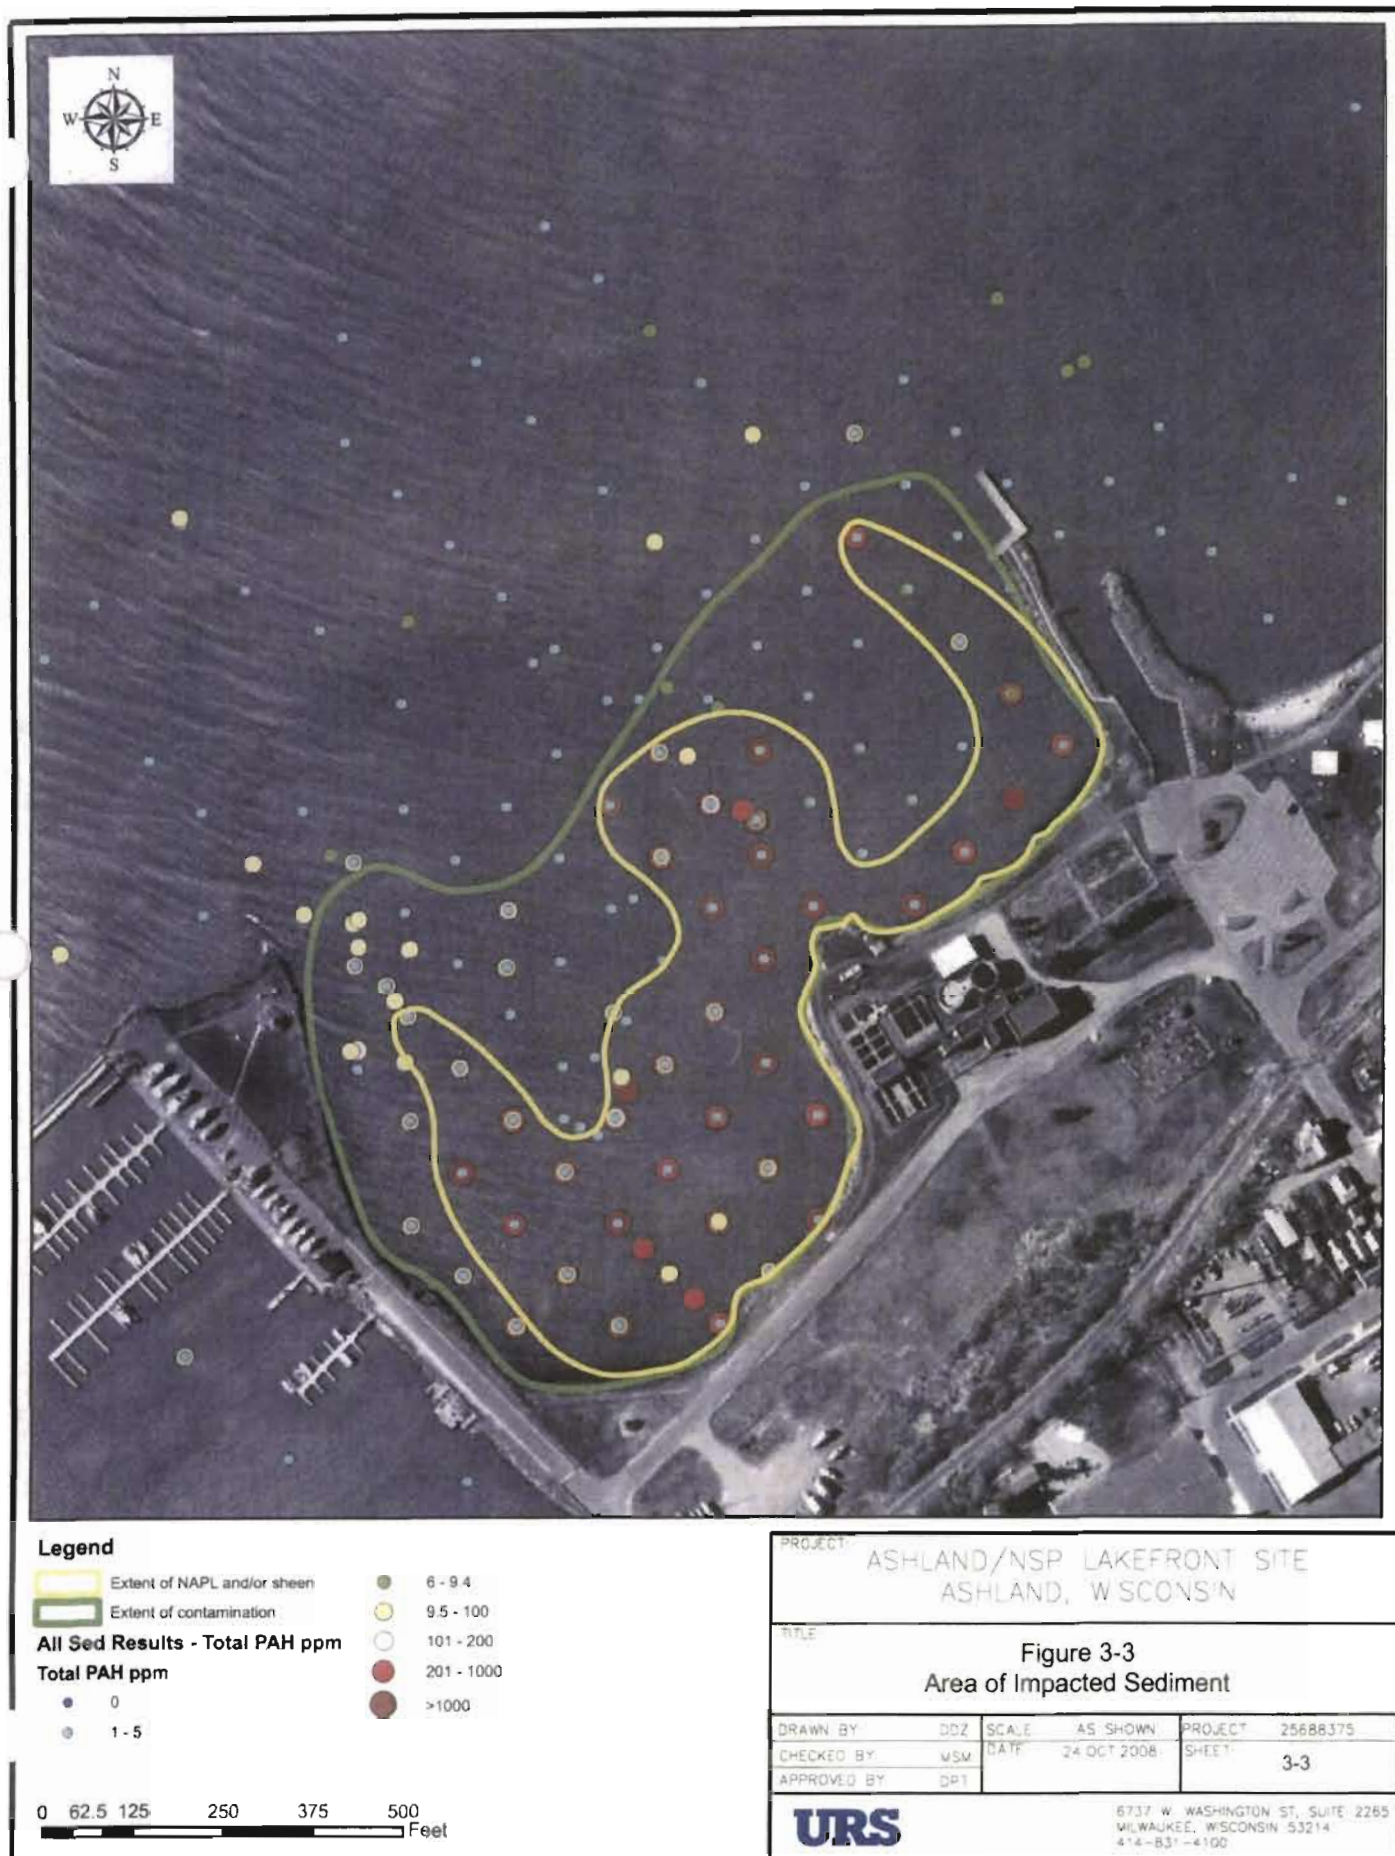 N
W E
S
Legend
Extent of NAPL and/or sheen
Extent of contamination
All Sed Results - Total PAH ppm
Total PAH ppm
0
1 - 5
6 - 9.4
9.5 - 100
101 - 200
201 - 1000
>1000
0 62.5 125 250 375 500
Feet
PROJECT:
ASHLAND/NSP LAKEFRONT SITE
ASHLAND, WISCONSIN
TITLE
Figure 3-3
Area of Impacted Sediment
DRAWN BY DDZ SCALE AS SHOWN PROJECT 25688375
CHECKED BY MSM DATE 24 OCT 2008 SHEET: 3-3
APPROVED BY DPT
URS
6737 W. WASHINGTON ST, SUITE 2265
MILWAUKEE, WISCONSIN 53214
414-831-4100